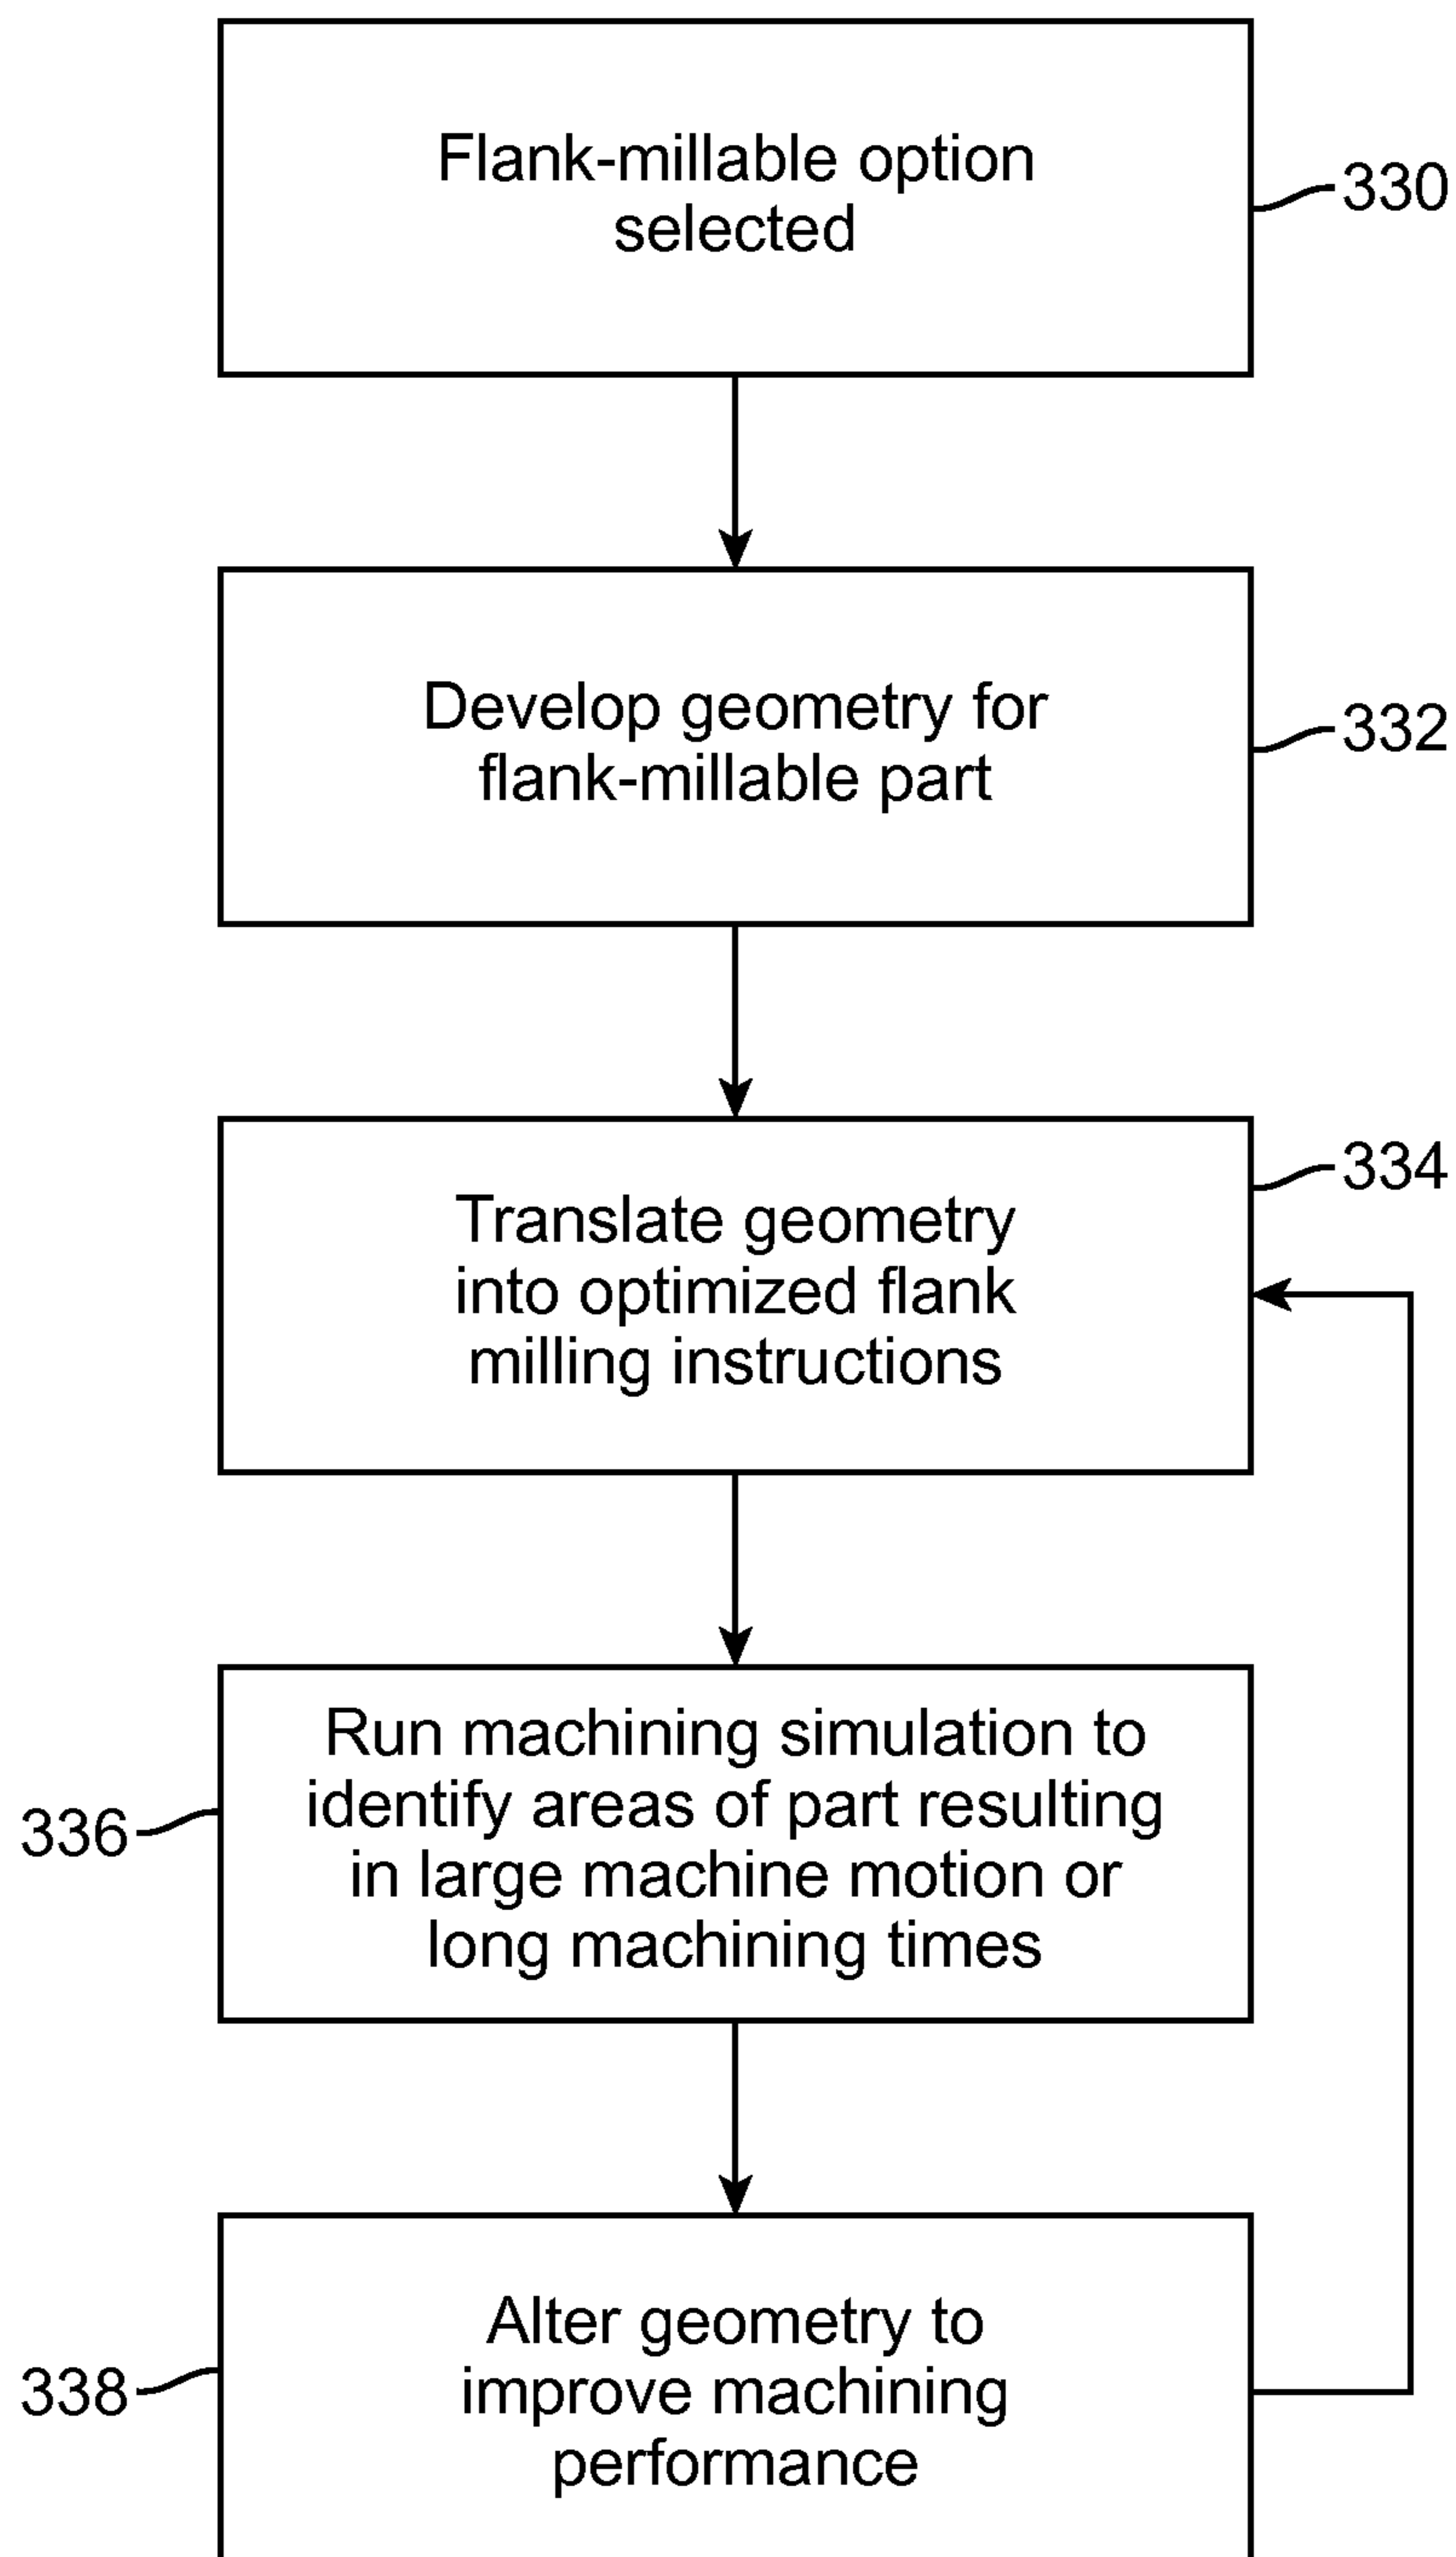 Flank-millable option
selected
330
Develop geometry for
flank-millable part
332
Translate geometry
into optimized flank
milling instructions
334
Run machining simulation to
identify areas of part resulting
in large machine motion or
long machining times
336
Alter geometry to
improve machining
performance
338